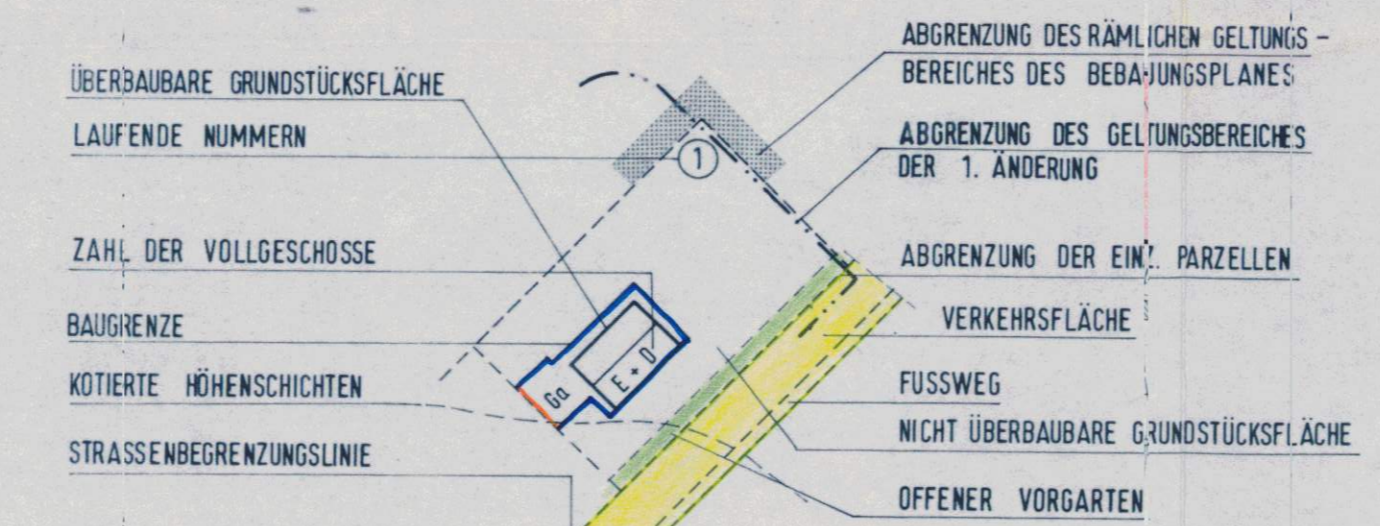 ÜBERBAUBARE GRUNDSTÜCKSFLÄCHE
LAUFENDE NUMMERN
ZAHL DER VOLLGESCHOSSE
BAUGRENZE
KOTIERTE HÖHENSCHICHTEN
STRASSENBEGRENZUNGSLINIE
1
Ga
E + D
ABGRENZUNG DES RÄMLICHEN GELTUNGS -
BEREICHES DES BEBAUUNGSPLANES
ABGRENZUNG DES GELTUNGSBEREICHES
DER 1. ÄNDERUNG
ABGRENZUNG DER EINZ. PARZELLEN
VERKEHRSFLÄCHE
FUSSWEG
NICHT ÜBERBAUBARE GRUNDSTÜCKSFLÄCHE
OFFENER VORGARTEN